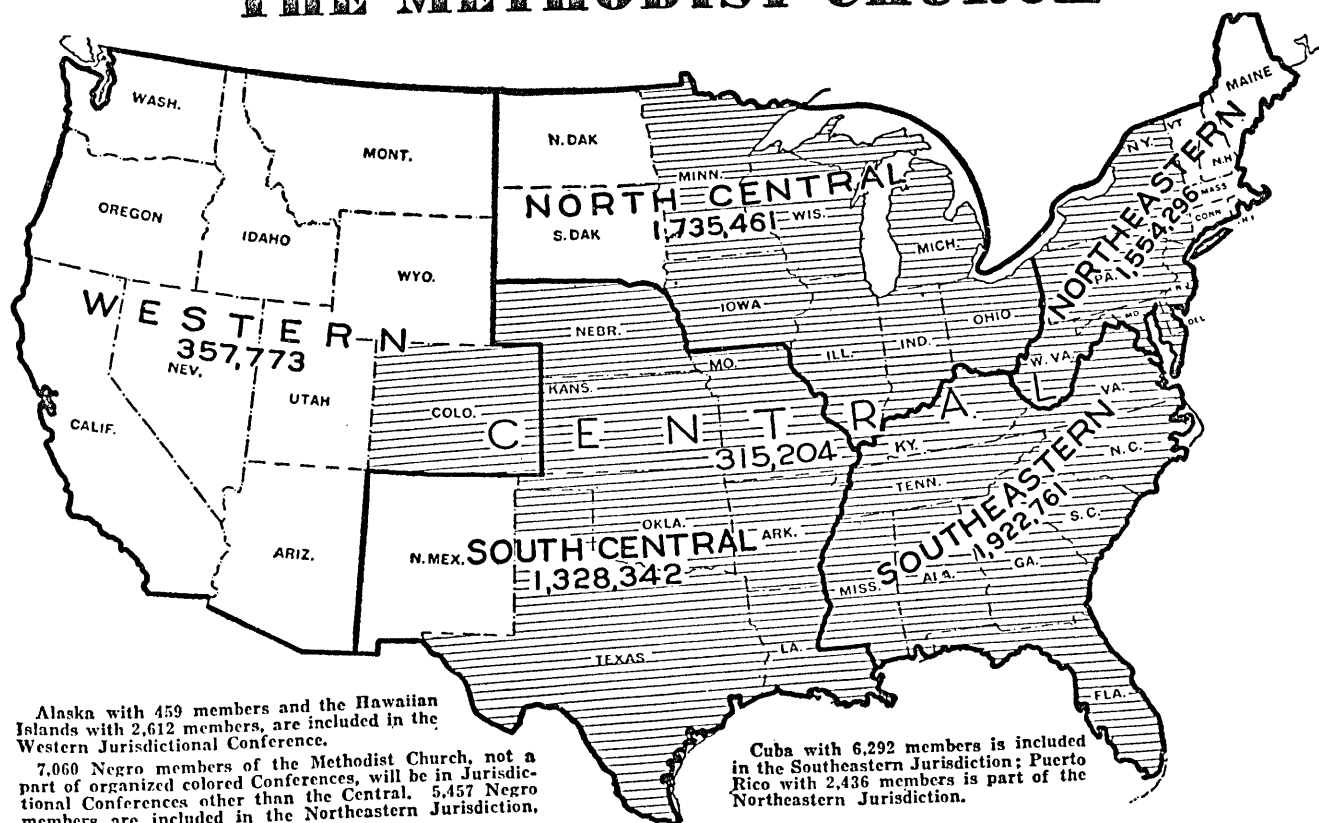 THE METHODIST CHURCH
WASH.
MONT.
N. DAK
MINN.
MAINE
VT
N.Y.
N.H
OREGON
IDAHO
NORTH CENTRAL
1,735,461
WIS.
MICH.
MASS
CONN
R I
NORTHEASTERN
1,554,296
S. DAK
WYO.
PA.
N.J.
WESTERN
357,773
NEV.
IOWA
OHIO
MD
DEL
NEBR.
ILL.
IND.
W. VA.
UTAH
COLO.
KANS.
MO.
VA.
CALIF.
CENTRAL
315,204
KY.
N. C.
TENN.
S.C.
SOUTHEASTERN
1,922,761
ARIZ.
N. MEX.
OKLA.
ARK.
SOUTH CENTRAL
1,328,342
MISS.
ALA.
GA.
TEXAS
LA.
FLA.
Alaska with 459 members and the Hawaiian
Islands with 2,612 members, are included in the
Western Jurisdictional Conference.
7,060 Negro members of the Methodist Church, not a
part of organized colored Conferences, will be in Jurisdic-
tional Conferences other than the Central. 5,457 Negro
members are included in the Northeastern Jurisdiction,
Cuba with 6,292 members is included
in the Southeastern Jurisdiction; Puerto
Rico with 2,436 members is part of the
Northeastern Jurisdiction.